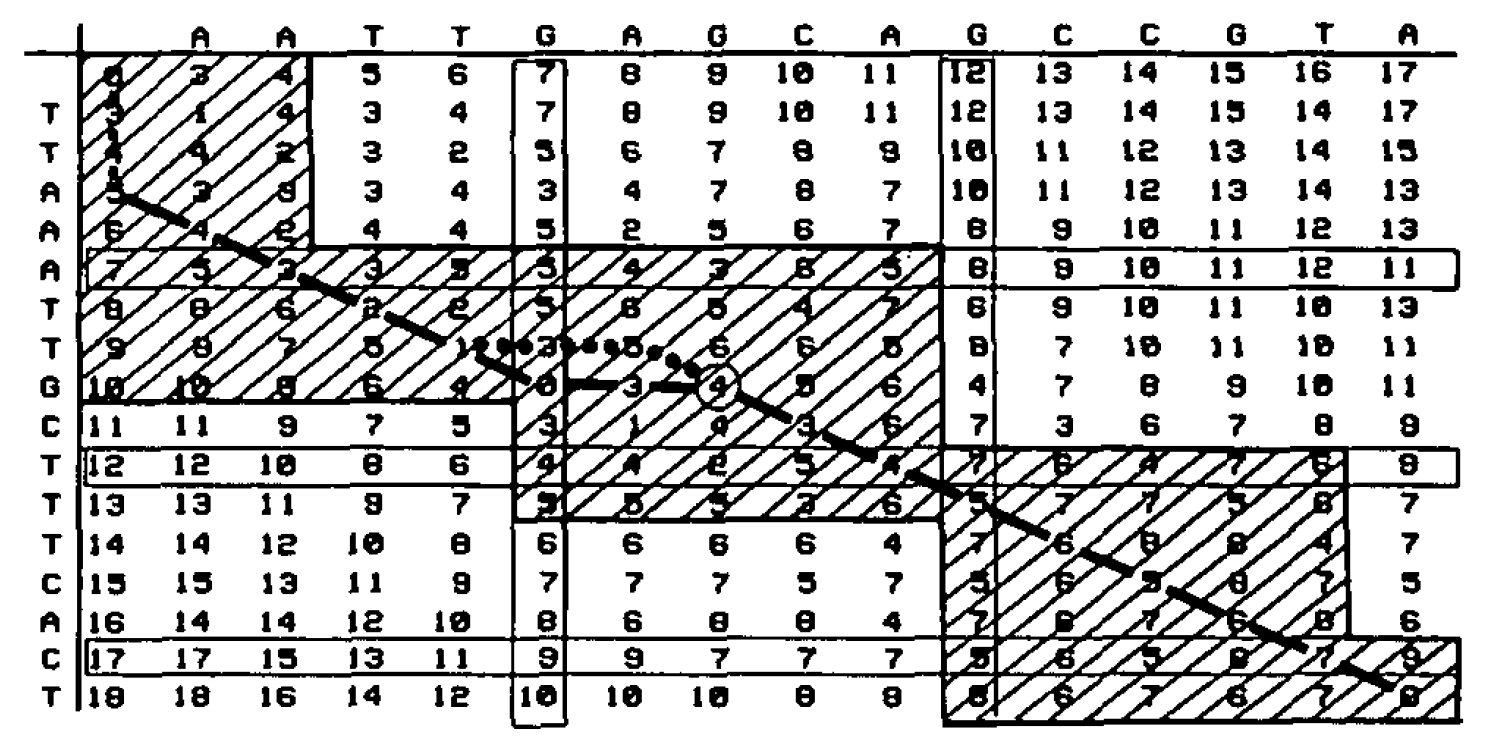 A A T T G A G C A G C C G T A
0 3 4 5 6 7 8 9 10 11 12 13 14 15 16 17
T 3 1 4 3 4 7 8 9 10 11 12 13 14 15 14 17
T 4 4 2 3 2 5 6 7 8 9 10 11 12 13 14 15
A 5 3 3 4 3 4 7 8 7 10 11 12 13 14 13
A 6 4 2 4 4 5 2 5 6 7 8 9 10 11 12 13
A 7 5 3 3 5 5 4 3 6 5 8 9 10 11 12 11
T 8 8 6 2 2 5 6 5 4 7 6 9 10 11 10 13
T 9 9 7 5 1 3 5 6 6 5 8 7 10 11 10 11
G 10 10 8 6 4 0 3 4 5 6 4 7 8 9 10 11
C 11 11 9 7 5 3 1 4 3 6 7 3 6 7 8 9
T 12 12 10 8 6 4 4 2 5 4 7 6 4 7 6 9
T 13 13 11 9 7 5 5 5 3 6 5 7 7 5 6 7
T 14 14 12 10 8 6 6 6 6 4 7 6 8 8 4 7
C 15 15 13 11 9 7 7 7 5 7 5 6 5 8 7 5
A 16 14 14 12 10 8 6 8 8 4 7 7 6 8 6
C 17 17 15 13 11 9 9 7 7 7 5 6 5 8 7 9
T 18 18 16 14 12 10 10 10 8 8 8 6 7 6 7 8